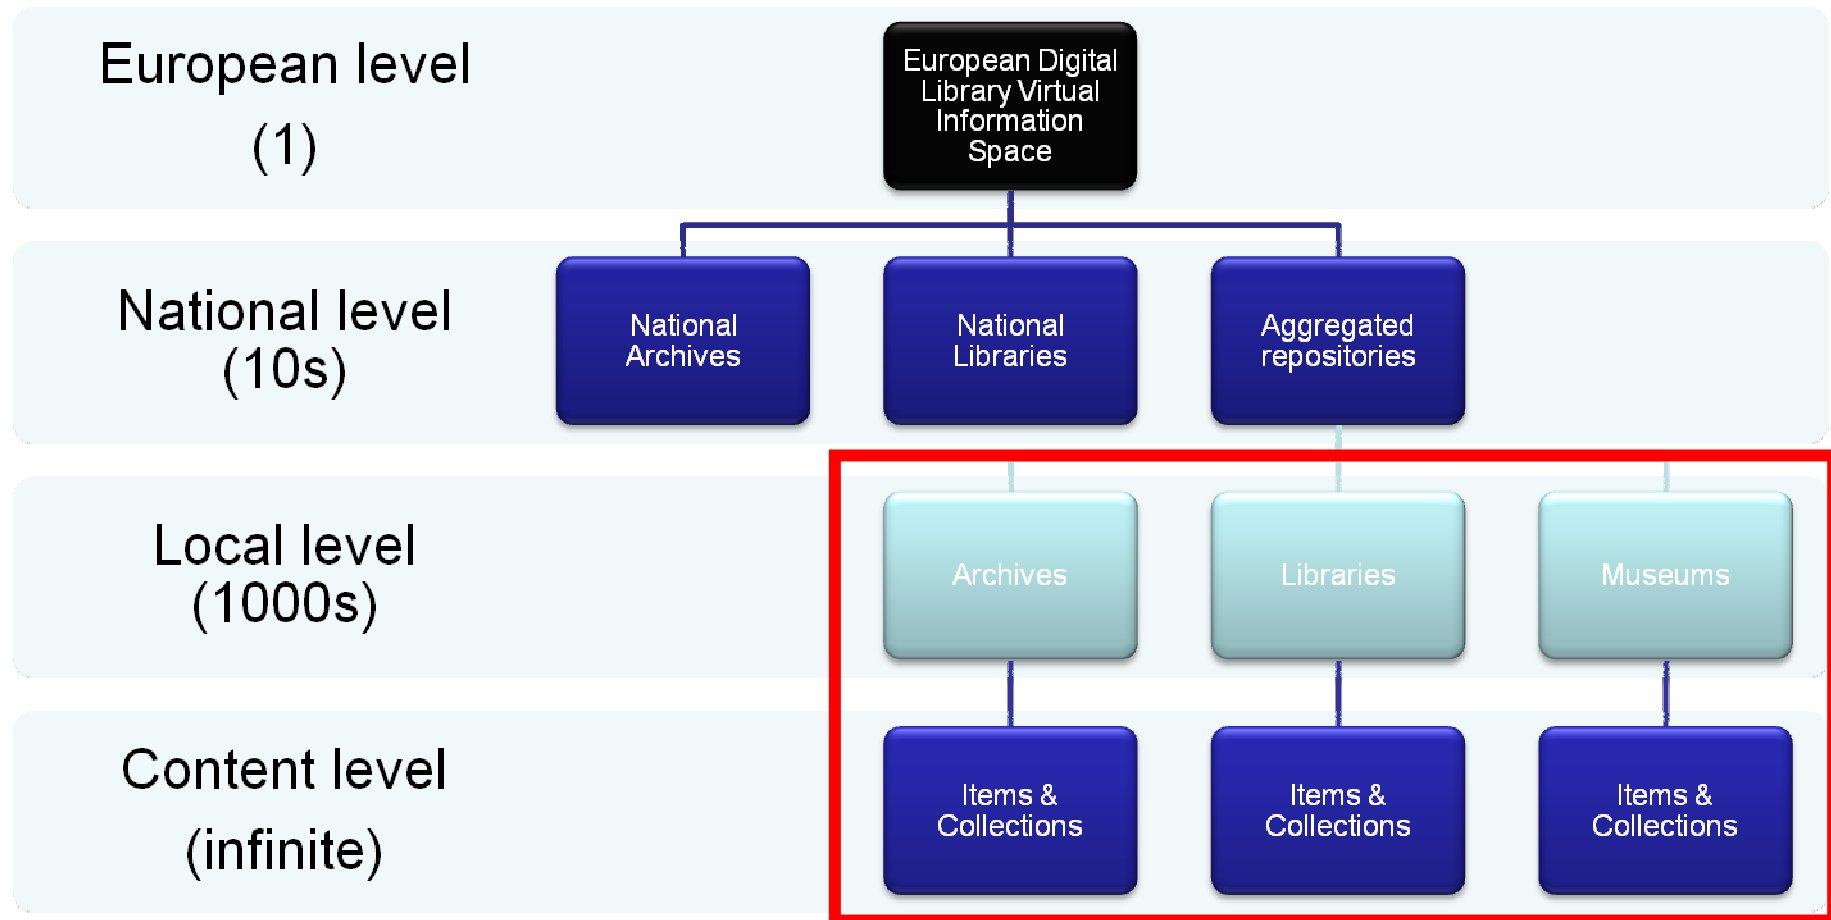 European level
(1)
European Digital
Library Virtual
Information
Space
National level
(10s)
National
Archives
National
Libraries
Aggregated
repositories
Local level
(1000s)
Archives
Libraries
Museums
Content level
(infinite)
Items &
Collections
Items &
Collections
Items &
Collections